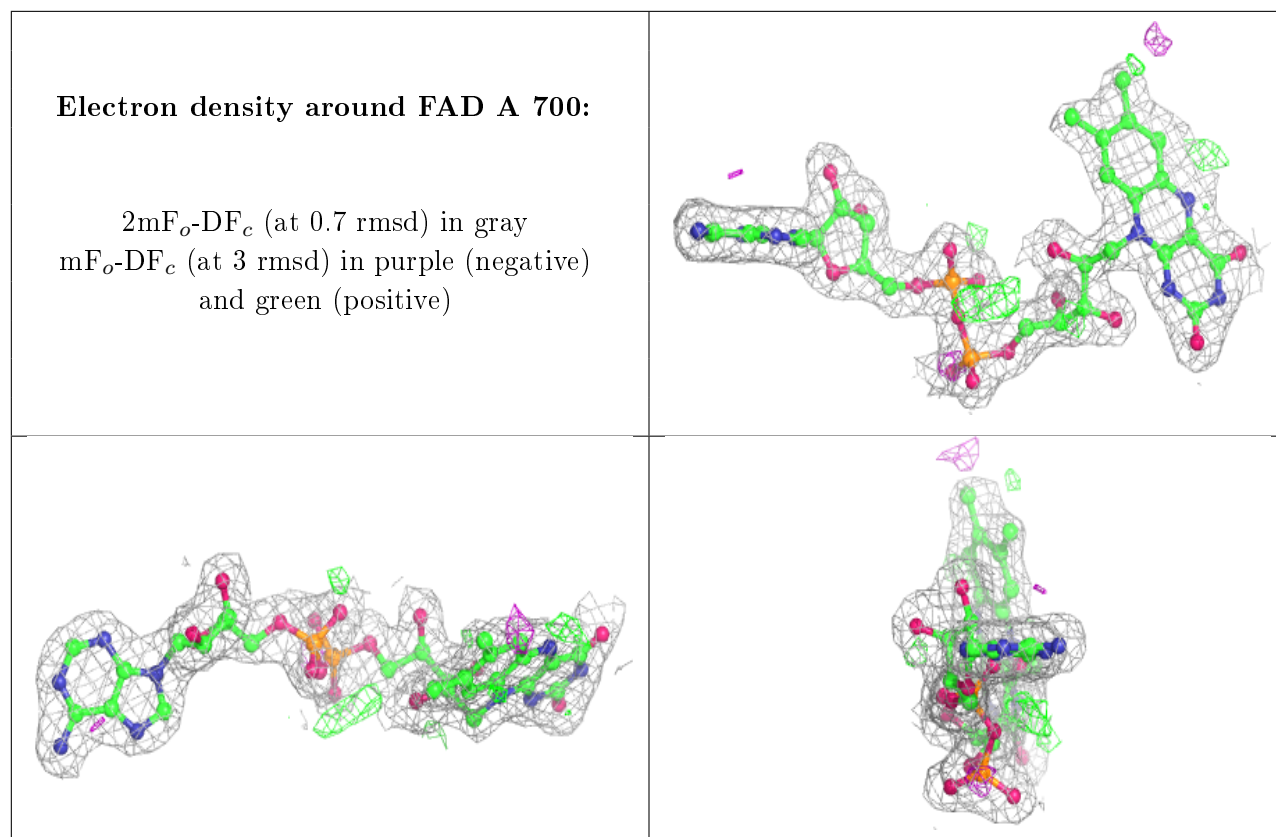 Electron density around FAD A 700:
2mFo-DFc (at 0.7 rmsd) in gray
mFo-DFc (at 3 rmsd) in purple (negative)
and green (positive)